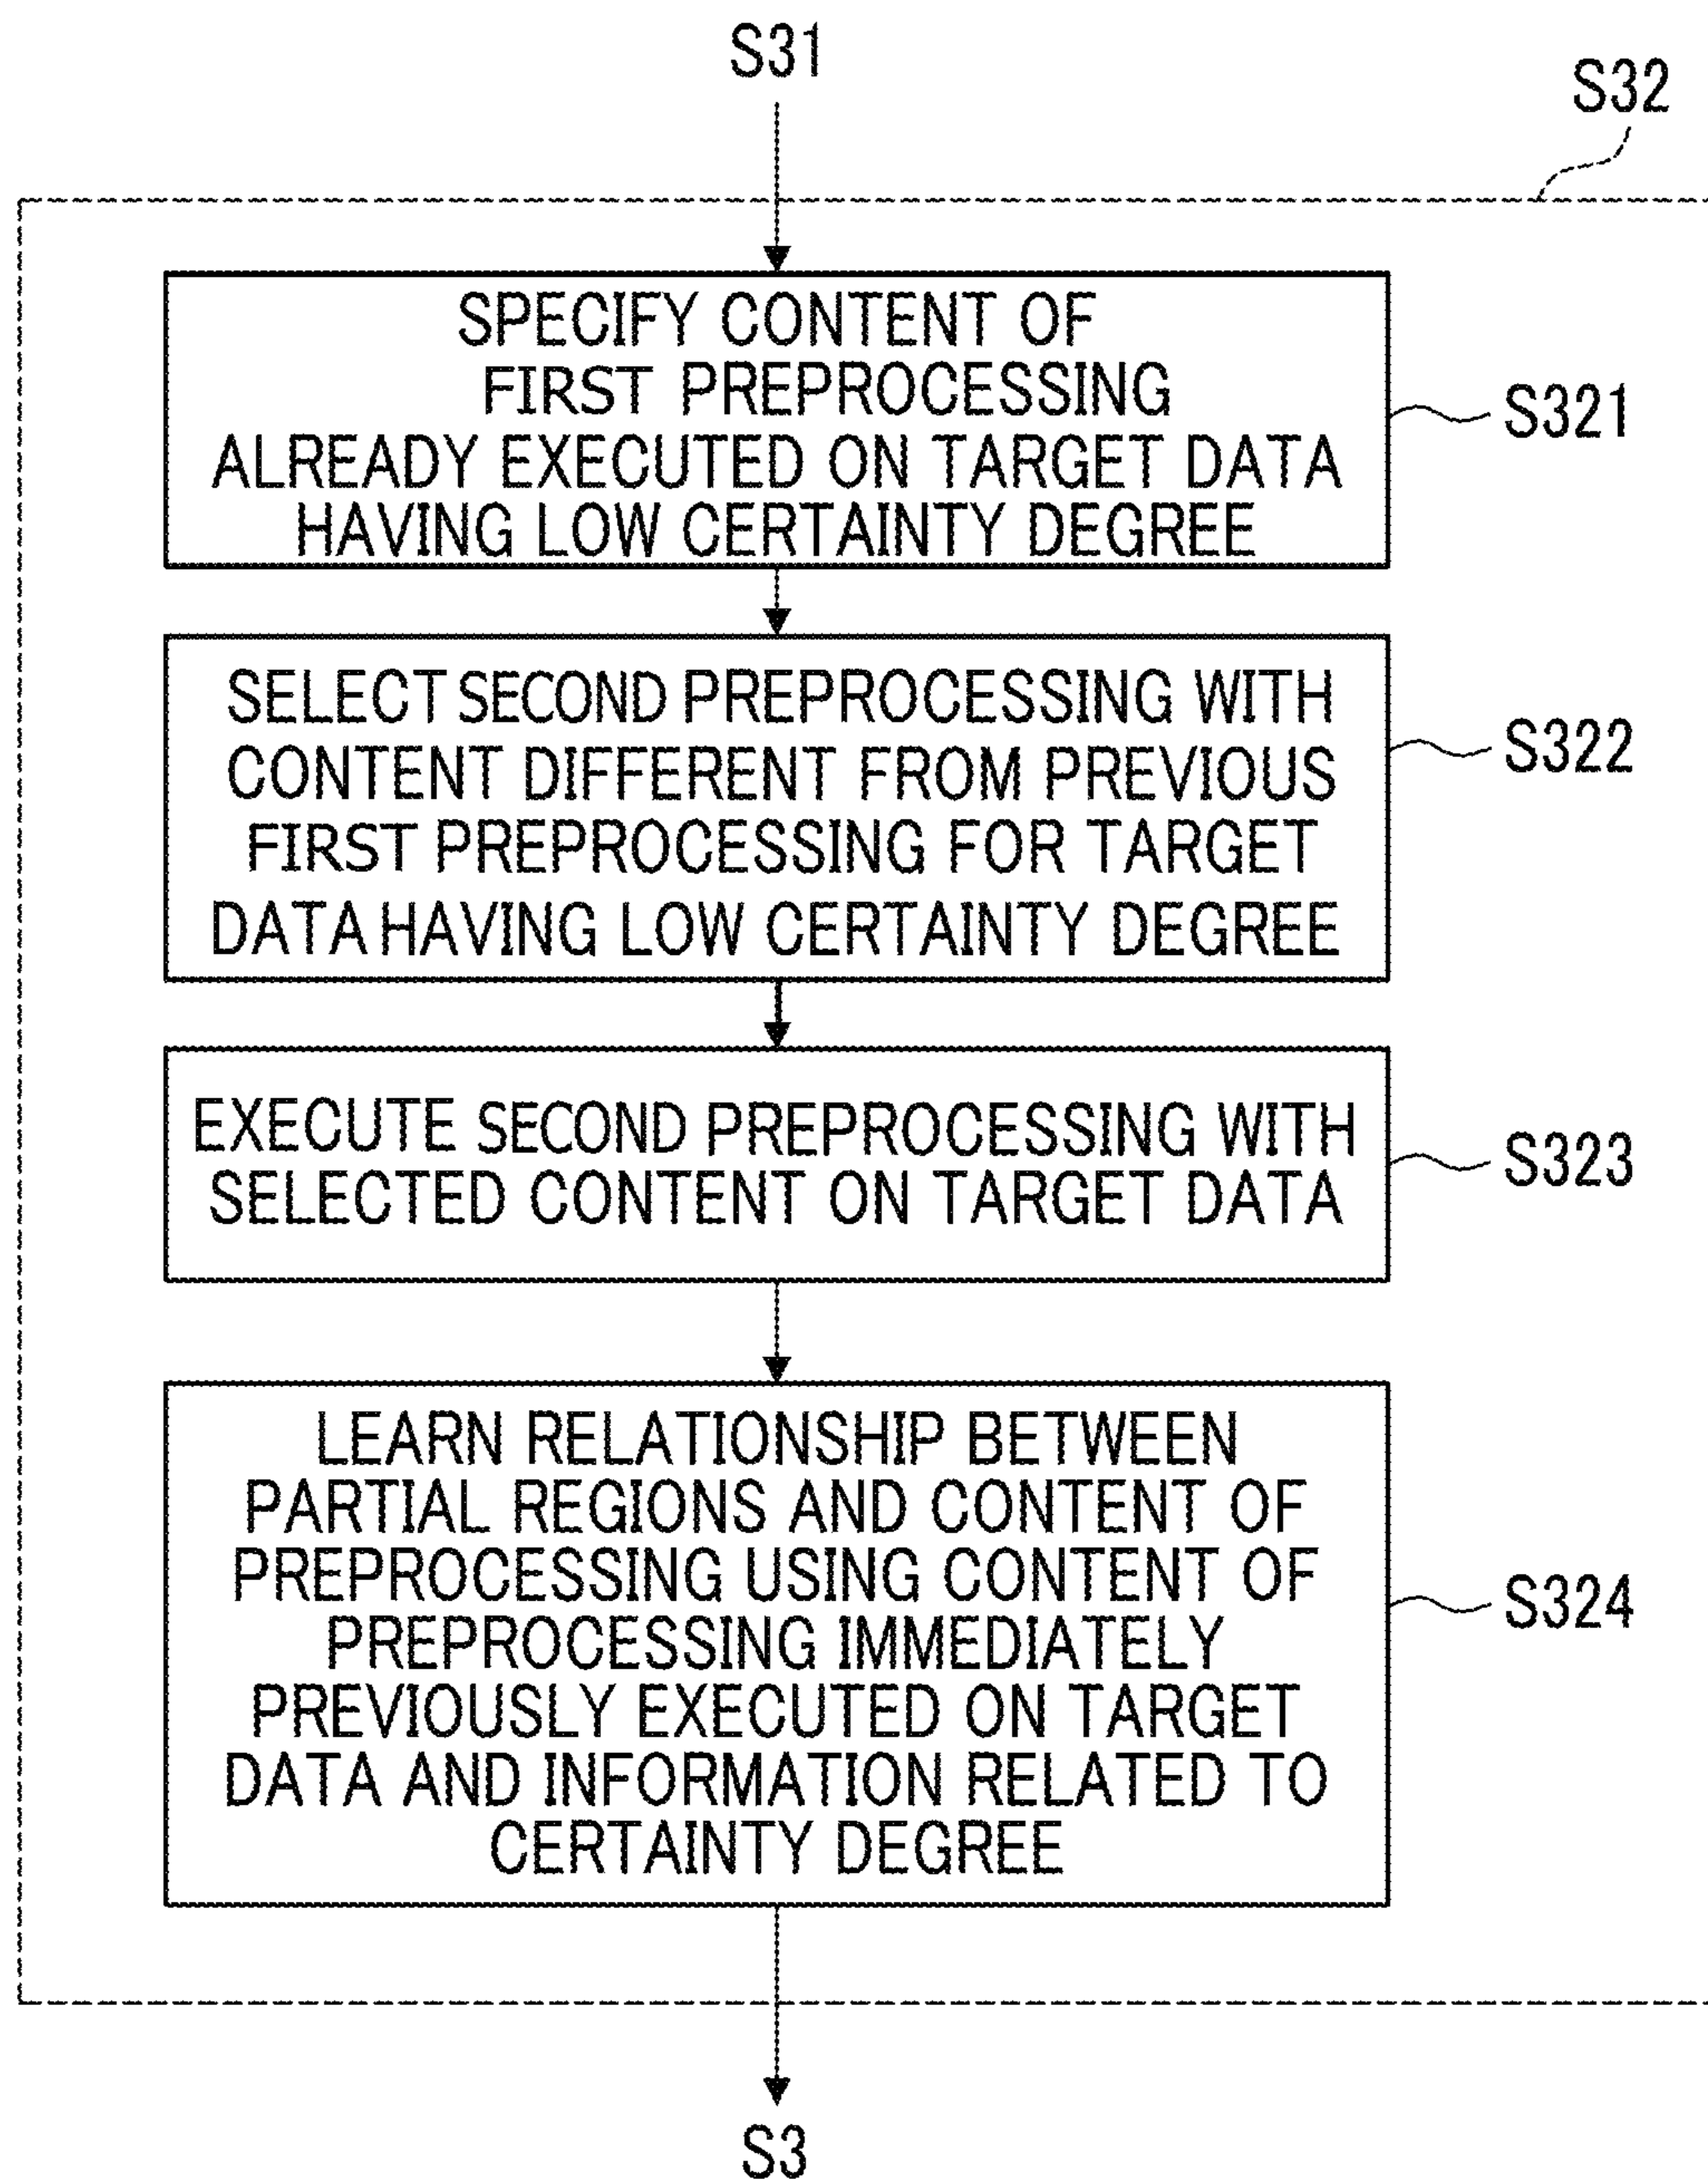 S31
S32
SPECIFY CONTENT OF
FIRST PREPROCESSING
ALREADY EXECUTED ON TARGET DATA
HAVING LOW CERTAINTY DEGREE
S321
SELECT SECOND PREPROCESSING WITH
CONTENT DIFFERENT FROM PREVIOUS
FIRST PREPROCESSING FOR TARGET
DATA HAVING LOW CERTAINTY DEGREE
S322
EXECUTE SECOND PREPROCESSING WITH
SELECTED CONTENT ON TARGET DATA
S323
LEARN RELATIONSHIP BETWEEN
PARTIAL REGIONS AND CONTENT OF
PREPROCESSING USING CONTENT OF
PREPROCESSING IMMEDIATELY
PREVIOUSLY EXECUTED ON TARGET
DATA AND INFORMATION RELATED TO
CERTAINTY DEGREE
S324
S3